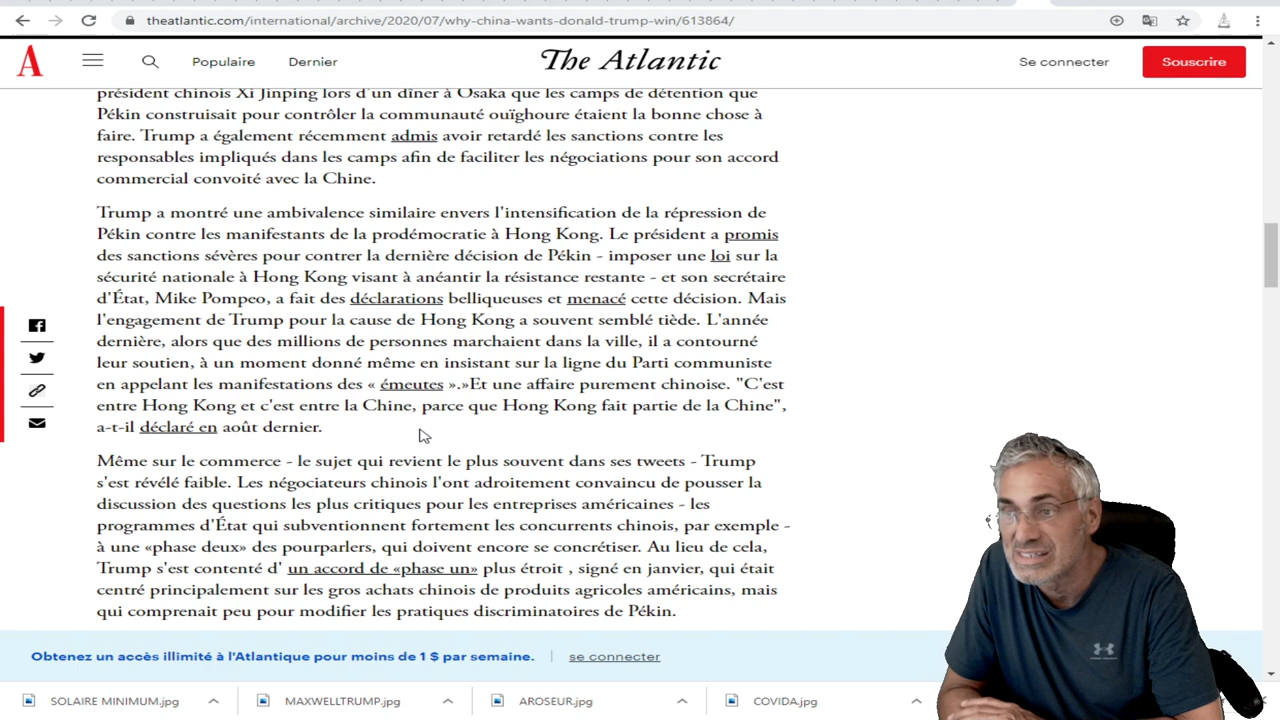 theatlantic.com/international/archive/2020/07/why-china-wants-donald-trump-win/613864/
A
Populaire
Dernier
The Atlantic
Se connecter
Souscrire
président chinois Xi Jinping lors d'un dîner à Osaka que les camps de détention que
Pékin construisait pour contrôler la communauté ouïghoure étaient la bonne chose à
faire. Trump a également récemment admis avoir retardé les sanctions contre les
responsables impliqués dans les camps afin de faciliter les négociations pour son accord
commercial convoité avec la Chine.
Trump a montré une ambivalence similaire envers l'intensification de la répression de
Pékin contre les manifestants de la prodémocratie à Hong Kong. Le président a promis
des sanctions sévères pour contrer la dernière décision de Pékin - imposer une loi sur la
sécurité nationale à Hong Kong visant à anéantir la résistance restante - et son secrétaire
d'État, Mike Pompeo, a fait des déclarations belliqueuses et menacé cette décision. Mais
l'engagement de Trump pour la cause de Hong Kong a souvent semblé tiède. L'année
dernière, alors que des millions de personnes marchaient dans la ville, il a contourné
leur soutien, à un moment donné même en insistant sur la ligne du Parti communiste
en appelant les manifestations des « émeutes ».»Et une affaire purement chinoise. "C'est
entre Hong Kong et c'est entre la Chine, parce que Hong Kong fait partie de la Chine",
a-t-il déclaré en août dernier.
Même sur le commerce - le sujet qui revient le plus souvent dans ses tweets - Trump
s'est révélé faible. Les négociateurs chinois l'ont adroitement convaincu de pousser la
discussion des questions les plus critiques pour les entreprises américaines - les
programmes d'État qui subventionnent fortement les concurrents chinois, par exemple -
à une «phase deux» des pourparlers, qui doivent encore se concrétiser. Au lieu de cela,
Trump s'est contenté d' un accord de «phase un» plus étroit , signé en janvier, qui était
centré principalement sur les gros achats chinois de produits agricoles américains, mais
qui comprenait peu pour modifier les pratiques discriminatoires de Pékin.
Obtenez un accès illimité à l'Atlantique pour moins de 1 $ par semaine. se connecter
SOLAIRE MINIMUM.jpg
MAXWELLTRUMP.jpg
AROSEUR.jpg
COVIDA.jpg